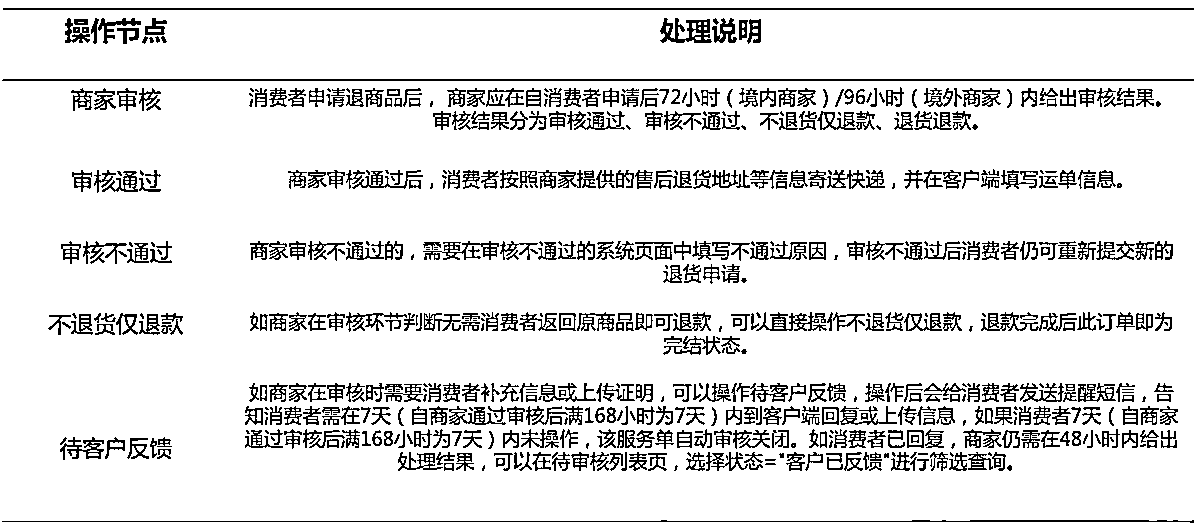 操作节点 处理说明
商家审核 消费者申请退商品后， 商家应在自消费者申请后72小时（境内商家）/96小时（境外商家）内给出审核结果。
审核结果分为审核通过、审核不通过、不退货仅退款、退货退款。
审核通过 商家审核通过后，消费者按照商家提供的售后退货地址等信息寄送快递，并在客户端填写运单信息。
审核不通过 商家审核不通过的，需要在审核不通过的系统页面中填写不通过原因，审核不通过后消费者仍可重新提交新的
退货申请。
不退货仅退款 如商家在审核环节判断无需消费者返回原商品即可退款，可以直接操作不退货仅退款，退款完成后此订单即为
完结状态。
如商家在审核时需要消费者补充信息或上传证明，可以操作待客户反馈，操作后会给消费者发送提醒短信，告
知消费者需在7天（自商家通过审核后满168小时为7天）内到客户端回复或上传信息，如果消费者7天（自商家
待客户反馈 通过审核后满168小时为7天）内未操作，该服务单自动审核关闭。如消费者已回复，商家仍需在48小时内给出
处理结果，可以在待审核列表页，选择状态="客户已反馈"进行筛选查询。